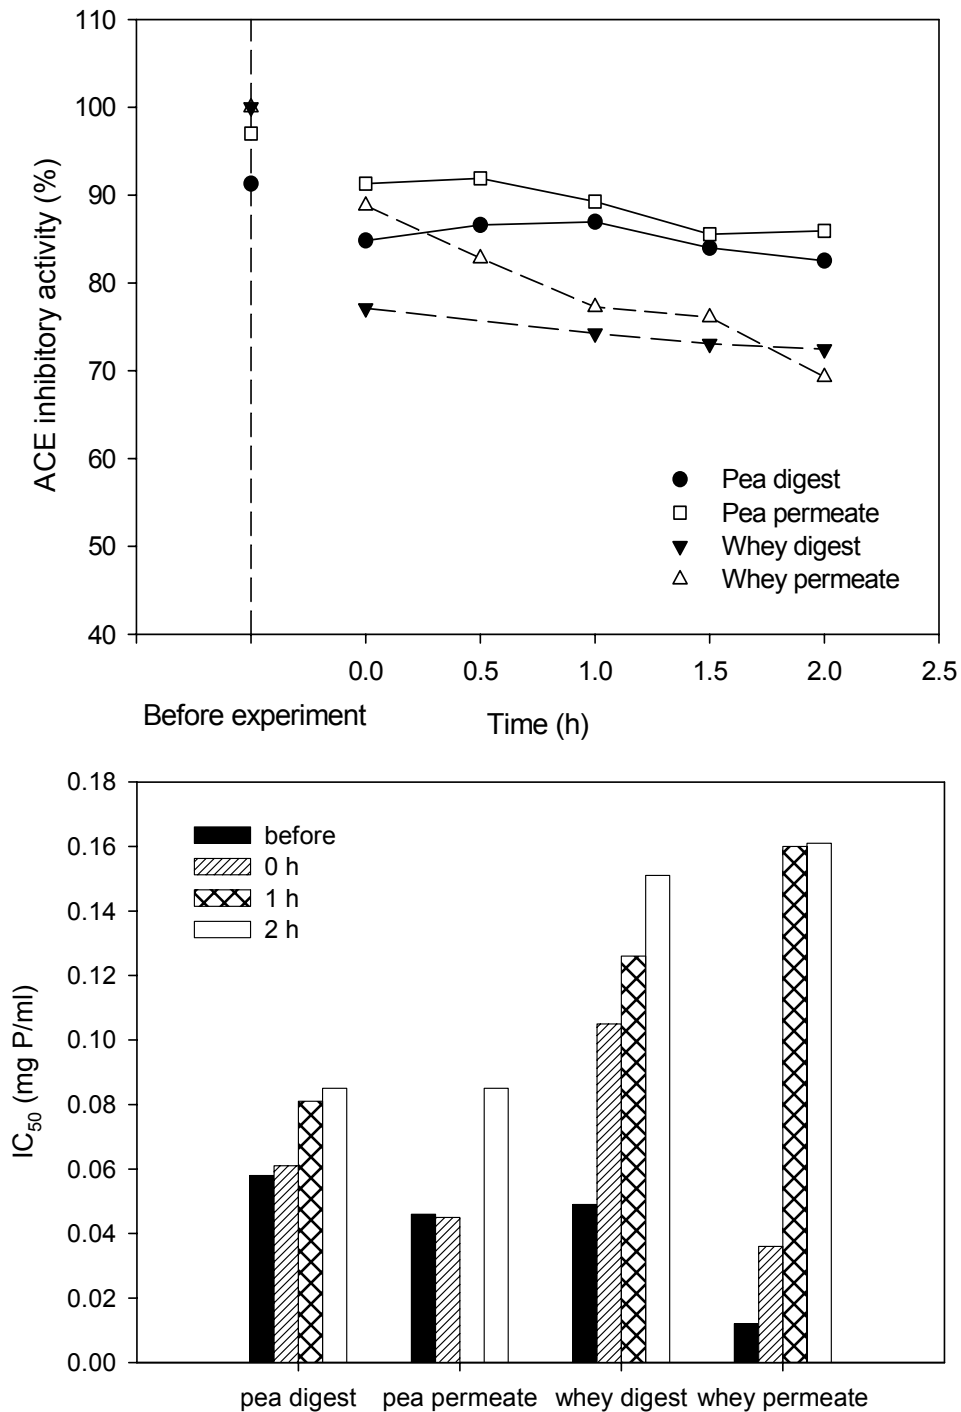 110
100
90
80
70
60
50
40
ACE inhibitory activity (%)
Pea digest
Pea permeate
Whey digest
Whey permeate
0.0 0.5 1.0 1.5 2.0 2.5
Before experiment
Time (h)
0.18
0.16
0.14
0.12
0.10
0.08
0.06
0.04
0.02
0.00
IC50 (mg P/ml)
before
0 h
1 h
2 h
pea digest pea permeate whey digest whey permeate